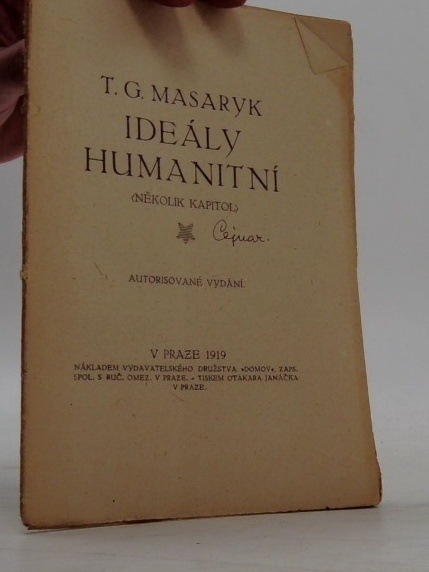 T. G. MASARYK
IDEÁLY
HUMANITNÍ
(NĚKOLIK KAPITOL)
Cejnar.
AUTORISOVANÉ VYDÁNÍ.
V PRAZE 1919
NÁKLADEM VYDAVATELSKÉHO DRUŽSTVA »DOMOV«, ZAPS.
SPOL. S RUČ. OMEZ. V PRAZE. - TISKEM OTAKARA JANÁČKA
V PRAZE.